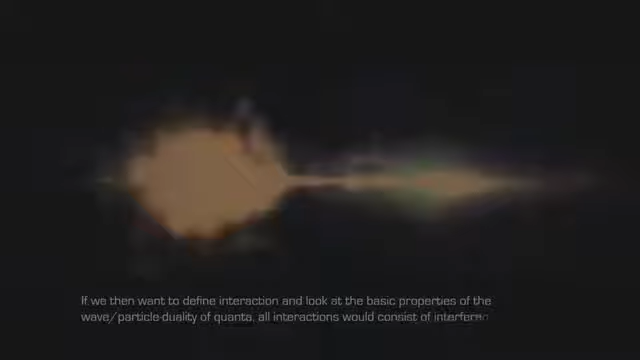 If we then want to define interaction and look at the basic properties of the
wave/particle-duality of quanta, all interactions would consist of